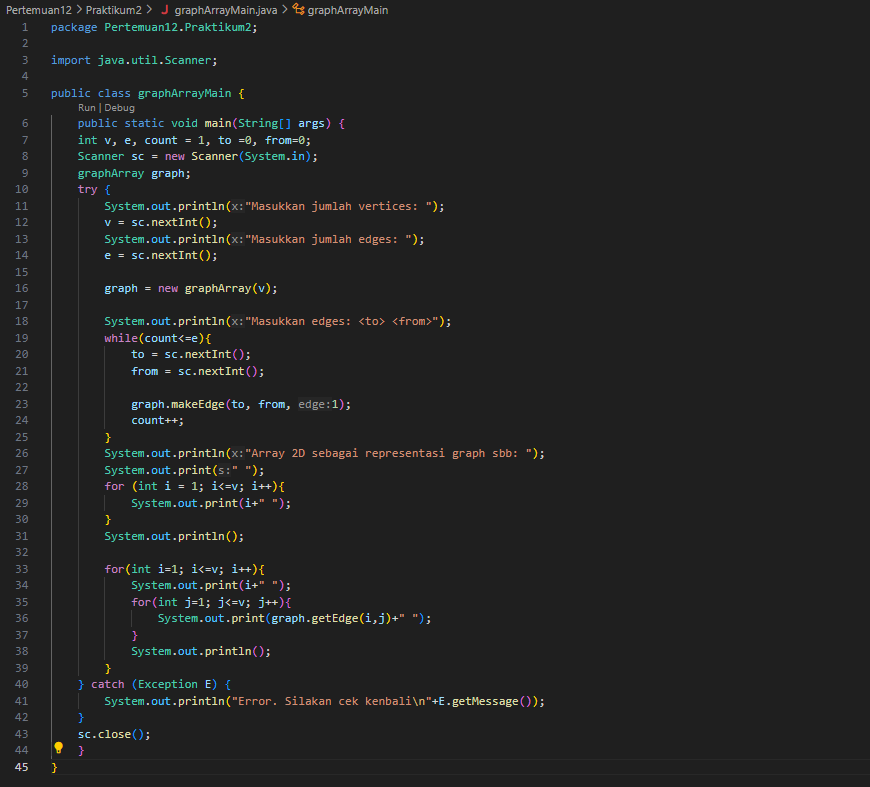 Pertemuan12 > Praktikum2 > J graphArrayMain.java > graphArrayMain
1 package Pertemuan12.Praktikum2;
2
3 import java.util.Scanner;
4
5 public class graphArrayMain {
Run | Debug
6 public static void main(String[] args) {
7 int v, e, count = 1, to =0, from=0;
8 Scanner sc = new Scanner(System.in);
9 graphArray graph;
10 try {
11 System.out.println(x:"Masukkan jumlah vertices: ");
12 v = sc.nextInt();
13 System.out.println(x:"Masukkan jumlah edges: ");
14 e = sc.nextInt();
15
16 graph = new graphArray(v);
17
18 System.out.println(x:"Masukkan edges: <to> <from>");
19 while(count<=e){
20 to = sc.nextInt();
21 from = sc.nextInt();
22
23 graph.makeEdge(to, from, edge:1);
24 count++;
25 }
26 System.out.println(x:"Array 2D sebagai representasi graph sbb: ");
27 System.out.print(s:" ");
28 for (int i = 1; i<=v; i++){
29 System.out.print(i+" ");
30 }
31 System.out.println();
32
33 for(int i=1; i<=v; i++){
34 System.out.print(i+" ");
35 for(int j=1; j<=v; j++){
36 System.out.print(graph.getEdge(i,j)+" ");
37 }
38 System.out.println();
39 }
40 } catch (Exception E) {
41 System.out.println("Error. Silakan cek kenbali\n"+E.getMessage());
42 }
43 sc.close();
44 }
45 }